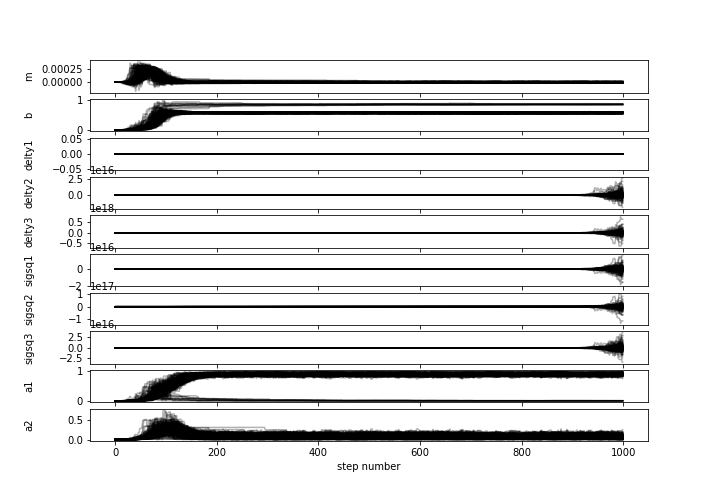 0.00025
0.00000
m
1
0
b
0.05
0.00
−0.05
delty1
1e16
2.5
0.0
delty2
1e18
0.5
0.0
−0.5
delty3
1e16
0
−2
sigsq1
1e17
1
0
−1
sigsq2
1e16
2.5
0.0
−2.5
sigsq3
1
0
a1
0.5
0.0
a2
0 200 400 600 800 1000
step number